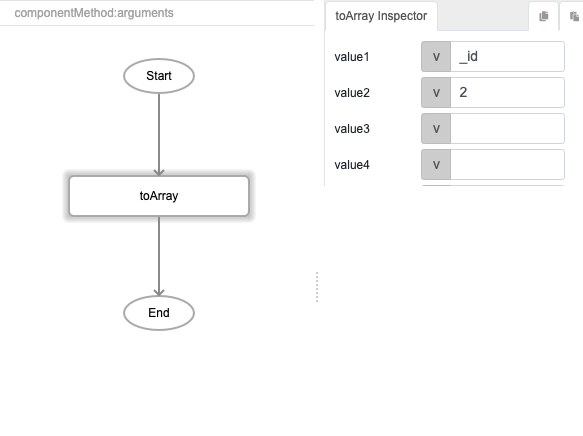 componentMethod:arguments
toArray Inspector
Start
toArray
End
value1 v _id
value2 v 2
value3 v
value4 v